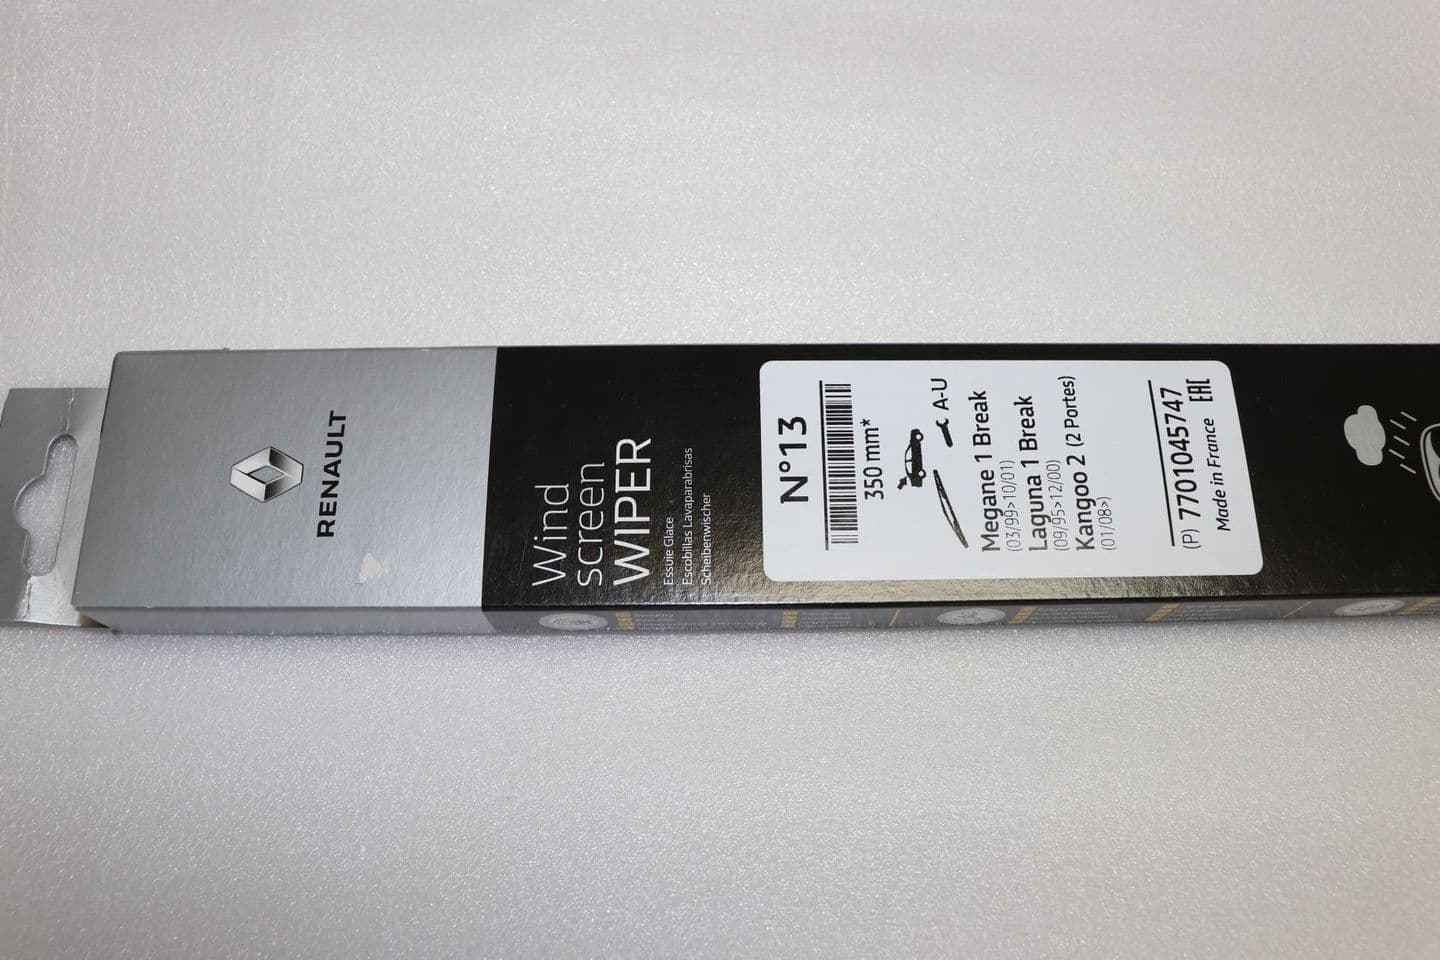 RENAULT
Wind
screen
WIPER
Essuie Glace
Escobillas Lavaparabrisas
Scheibenwischer
N°13
350 mm*
A-U
Megane 1 Break
(03/99>10/01)
Laguna 1 Break
(09/95>12/00)
Kangoo 2 (2 Portes)
(01/08>)
(P) 7701045747
Made in France EAC